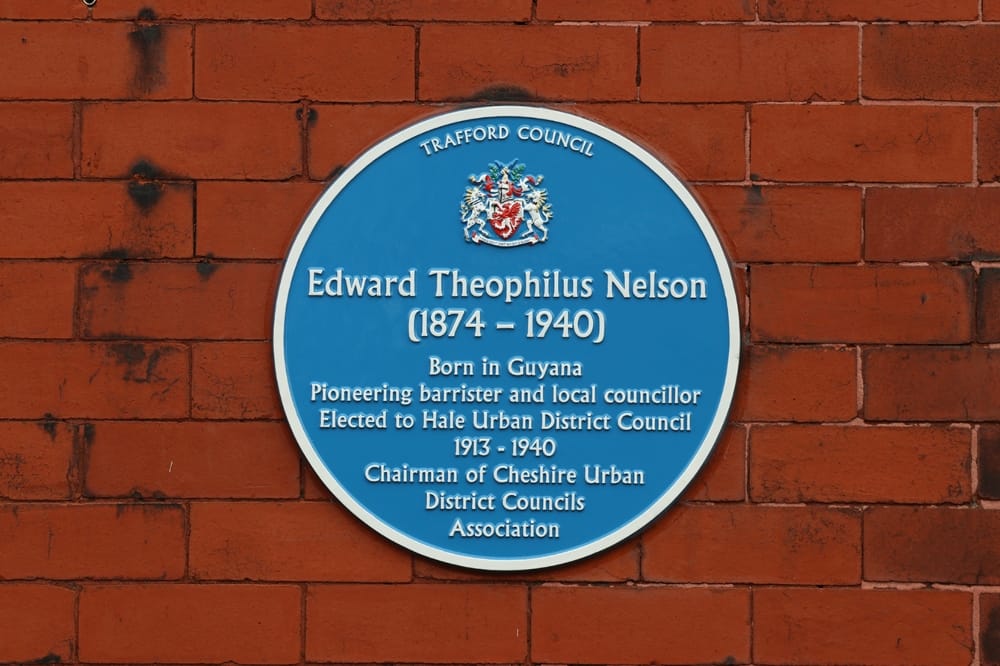 TRAFFORD COUNCIL
Edward Theophilus Nelson
(1874 – 1940)
Born in Guyana
Pioneering barrister and local councillor
Elected to Hale Urban District Council
1913 - 1940
Chairman of Cheshire Urban
District Councils
Association